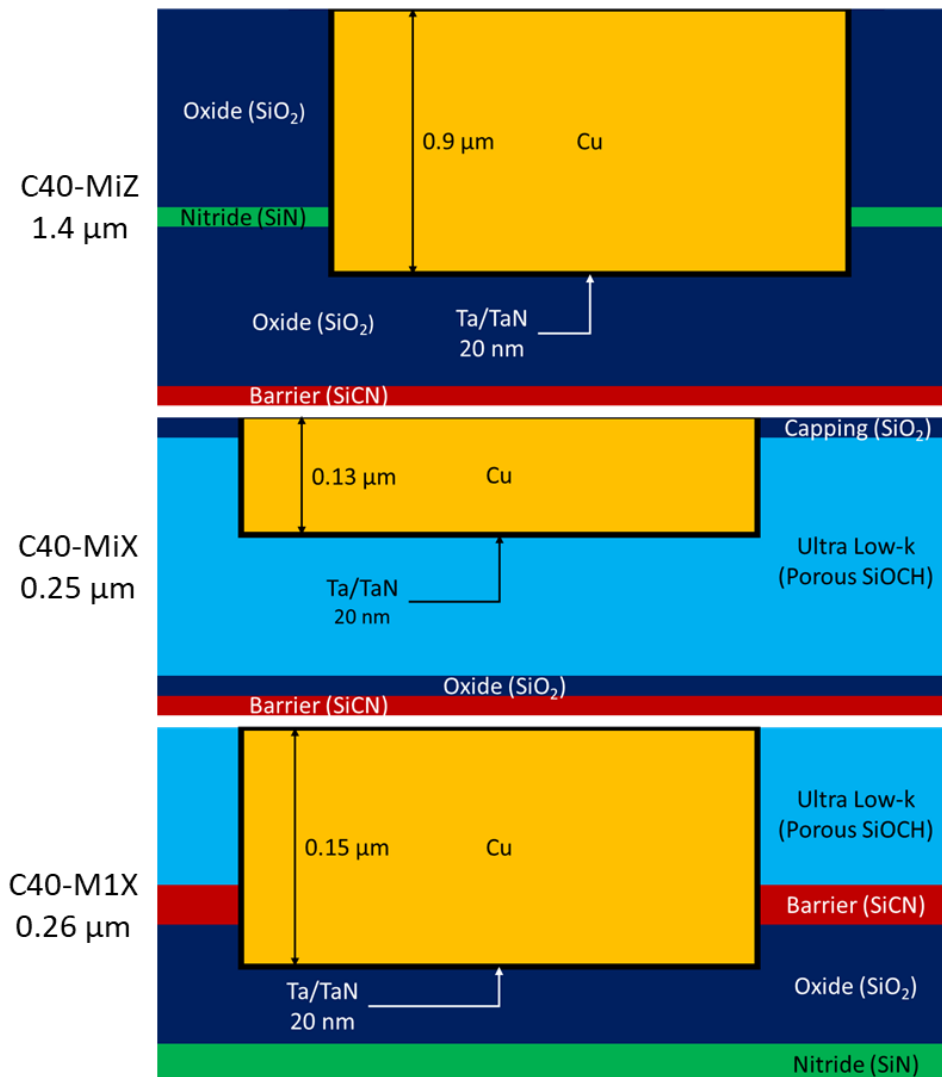 Oxide (SiO₂)
0.9 µm
Cu
C40-MiZ
1.4 µm
Nitride (SiN)
Oxide (SiO₂)
Ta/TaN
20 nm
Barrier (SiCN)
Capping (SiO₂)
0.13 µm
Cu
C40-MiX
0.25 µm
Ultra Low-k
(Porous SiOCH)
Ta/TaN
20 nm
Oxide (SiO₂)
Barrier (SiCN)
Ultra Low-k
(Porous SiOCH)
0.15 µm
Cu
C40-M1X
0.26 µm
Barrier (SiCN)
Ta/TaN
20 nm
Oxide (SiO₂)
Nitride (SiN)